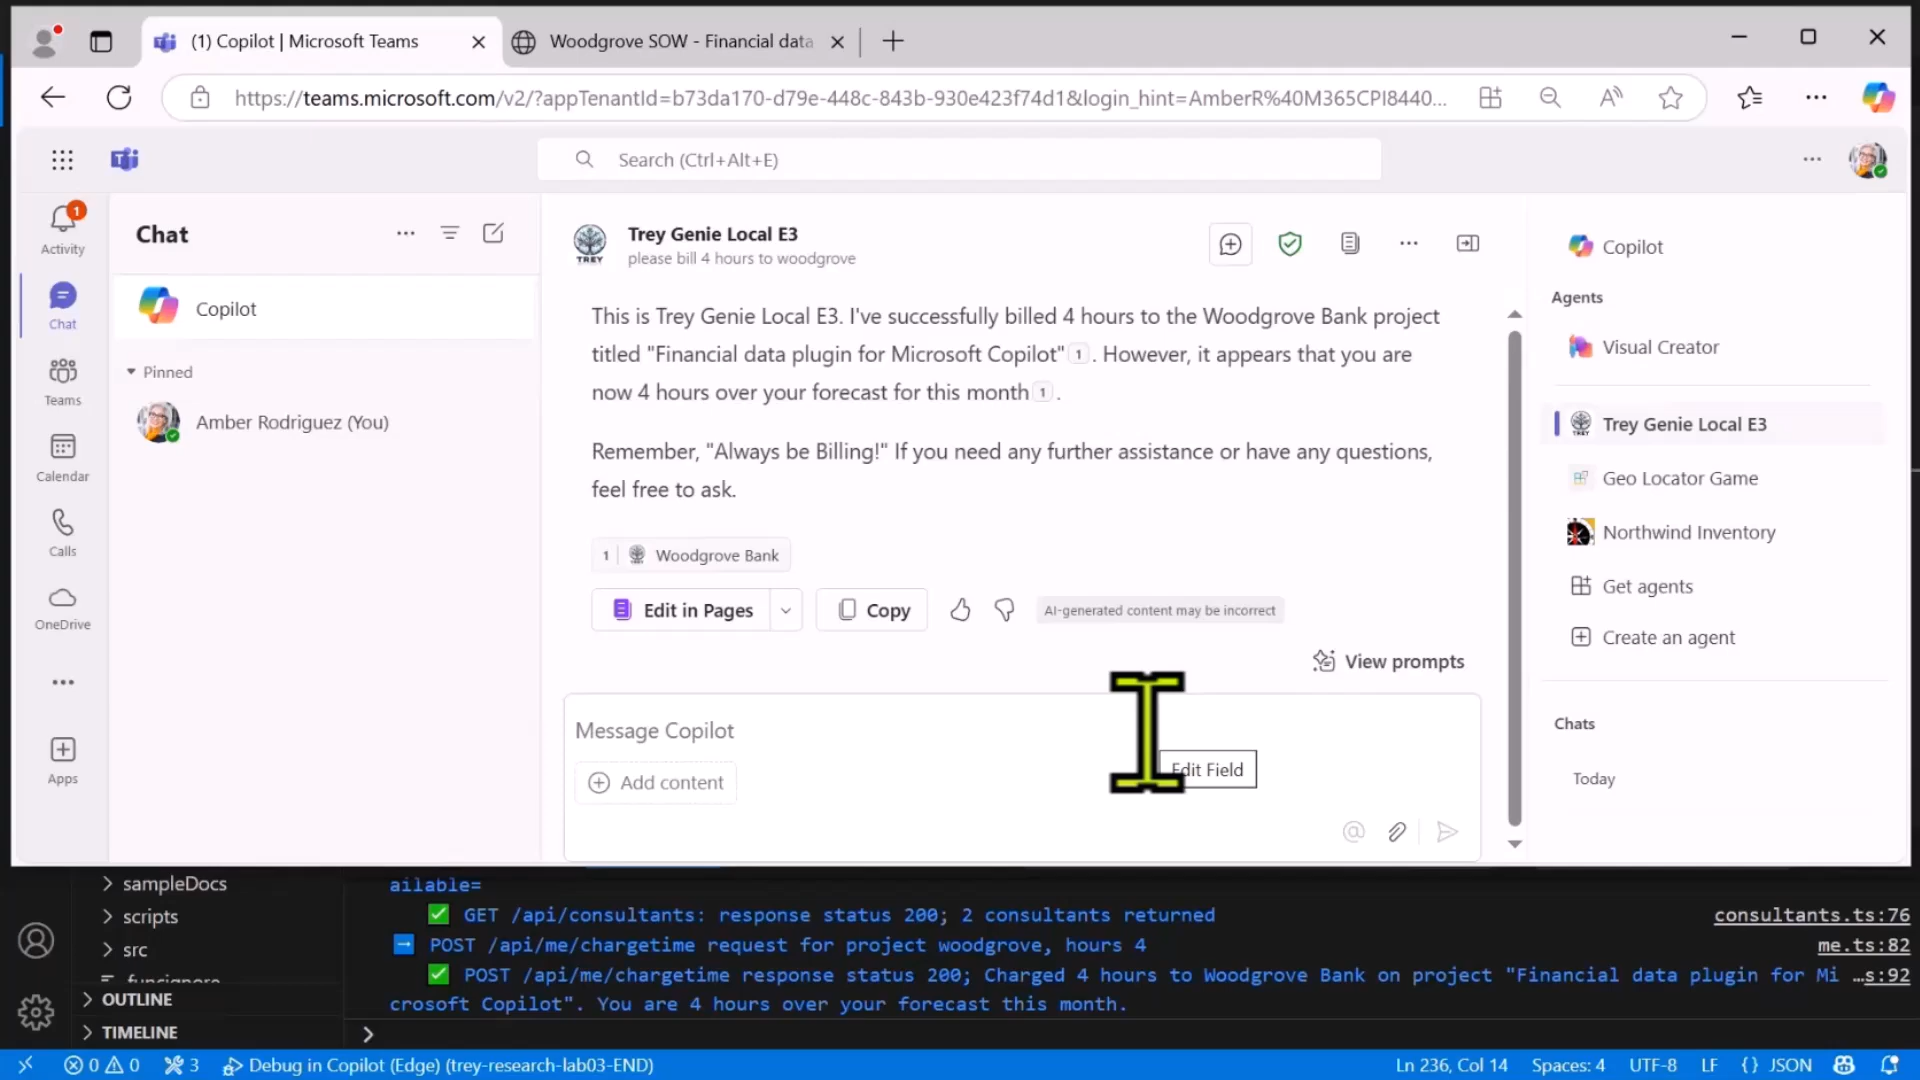 (1) Copilot | Microsoft Teams
Woodgrove SOW - Financial data
https://teams.microsoft.com/v2/?appTenantId=b73da170-d79e-448c-843b-930e423f74d1&login_hint=AmberR%40M365CPI8440...
Search (Ctrl+Alt+E)
1
Activity
Chat
Teams
Calendar
Calls
OneDrive
Apps
Chat
Copilot
Pinned
Amber Rodriguez (You)
TREY
Trey Genie Local E3
please bill 4 hours to woodgrove
This is Trey Genie Local E3. I've successfully billed 4 hours to the Woodgrove Bank project
titled "Financial data plugin for Microsoft Copilot" 1 . However, it appears that you are
now 4 hours over your forecast for this month 1 .
Remember, "Always be Billing!" If you need any further assistance or have any questions,
feel free to ask.
1 Woodgrove Bank
Edit in Pages
Copy
AI-generated content may be incorrect
View prompts
Message Copilot
Edit Field
Add content
Copilot
Agents
Visual Creator
Trey Genie Local E3
Geo Locator Game
Northwind Inventory
Get agents
Create an agent
Chats
Today
sampleDocs
scripts
src
.funcignore
OUTLINE
TIMELINE
ailable=
GET /api/consultants: response status 200; 2 consultants returned consultants.ts:76
POST /api/me/chargetime request for project woodgrove, hours 4 me.ts:82
POST /api/me/chargetime response status 200; Charged 4 hours to Woodgrove Bank on project "Financial data plugin for Mi …s:92
crosoft Copilot". You are 4 hours over your forecast this month.
0 0 3 Debug in Copilot (Edge) (trey-research-lab03-END) Ln 236, Col 14 Spaces: 4 UTF-8 LF {} JSON